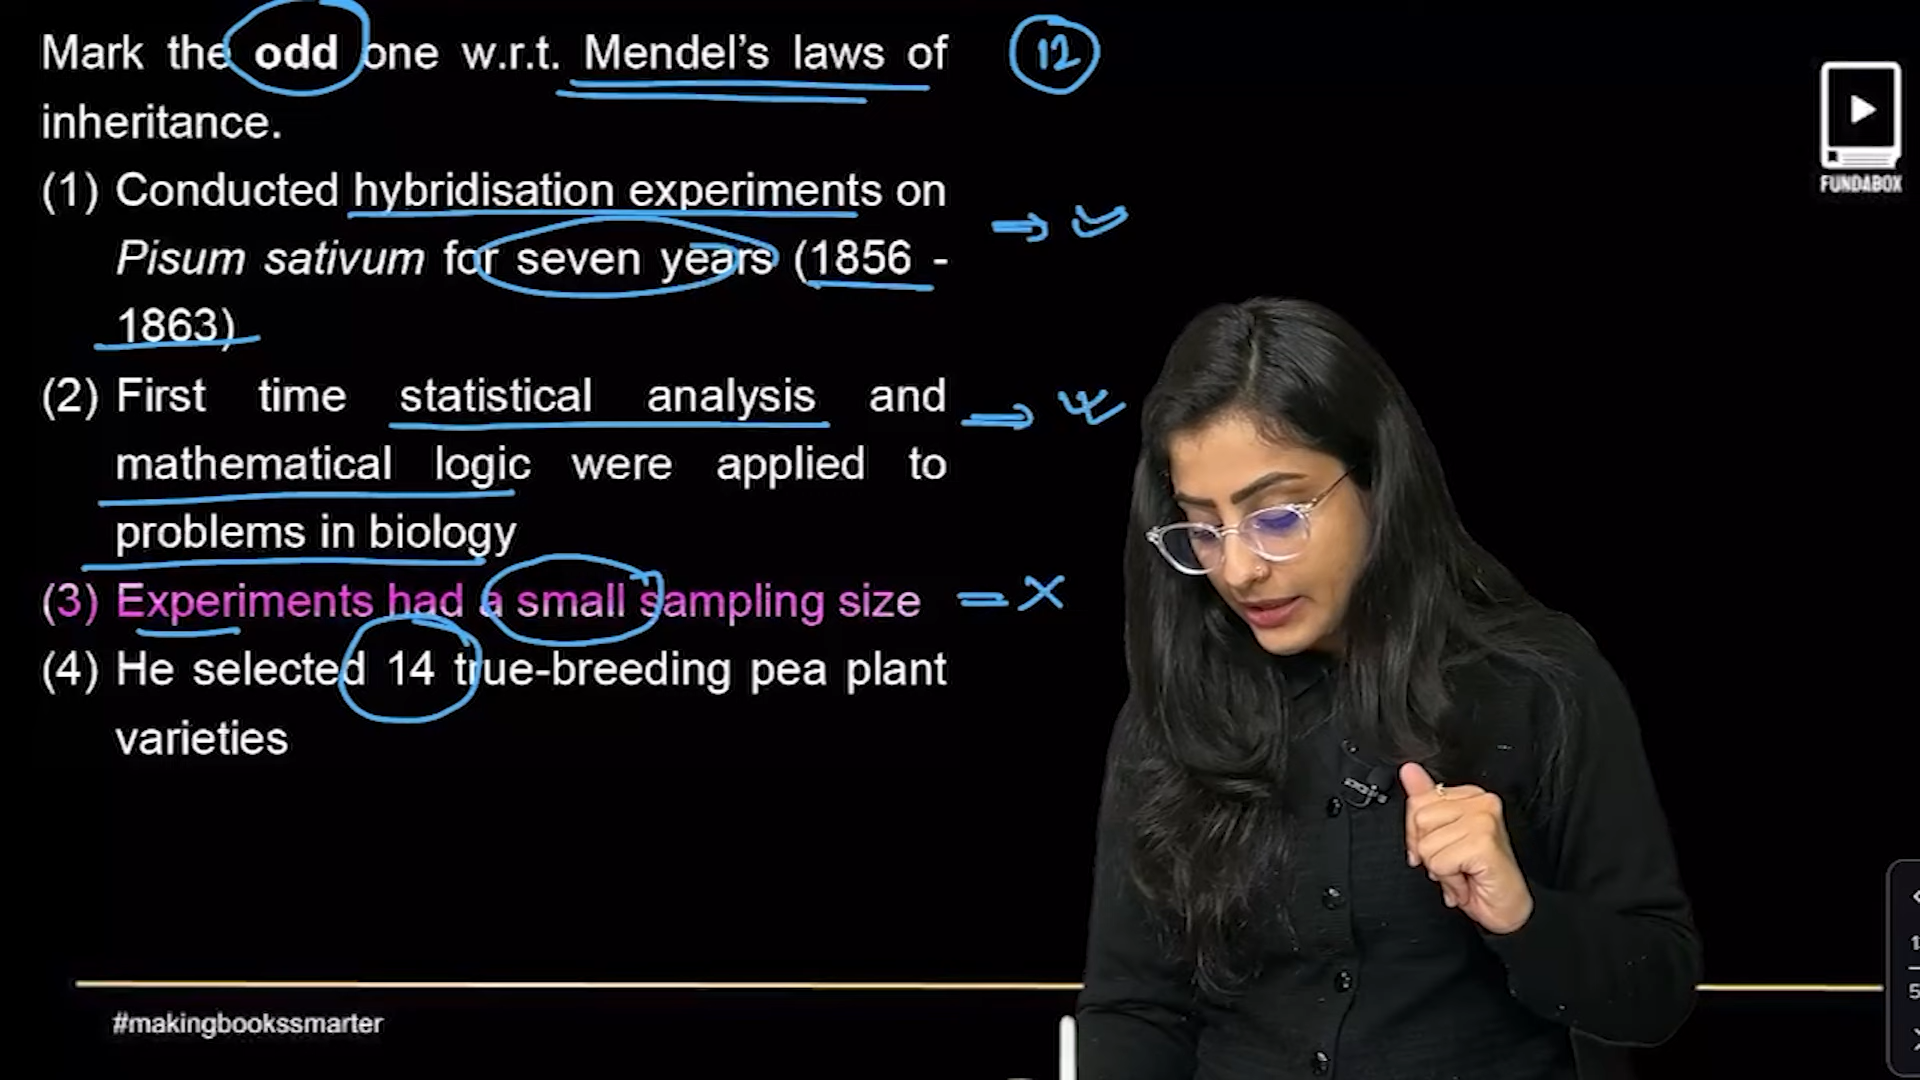 Mark the odd one w.r.t. Mendel's laws of
12
inheritance.
(1) Conducted hybridisation experiments on
Pisum sativum for seven years (1856 -
1863)
(2) First time statistical analysis and
mathematical logic were applied to
problems in biology
(3) Experiments had a small sampling size
(4) He selected 14 true-breeding pea plant
varieties
FUNDABOX
#makingbookssmarter